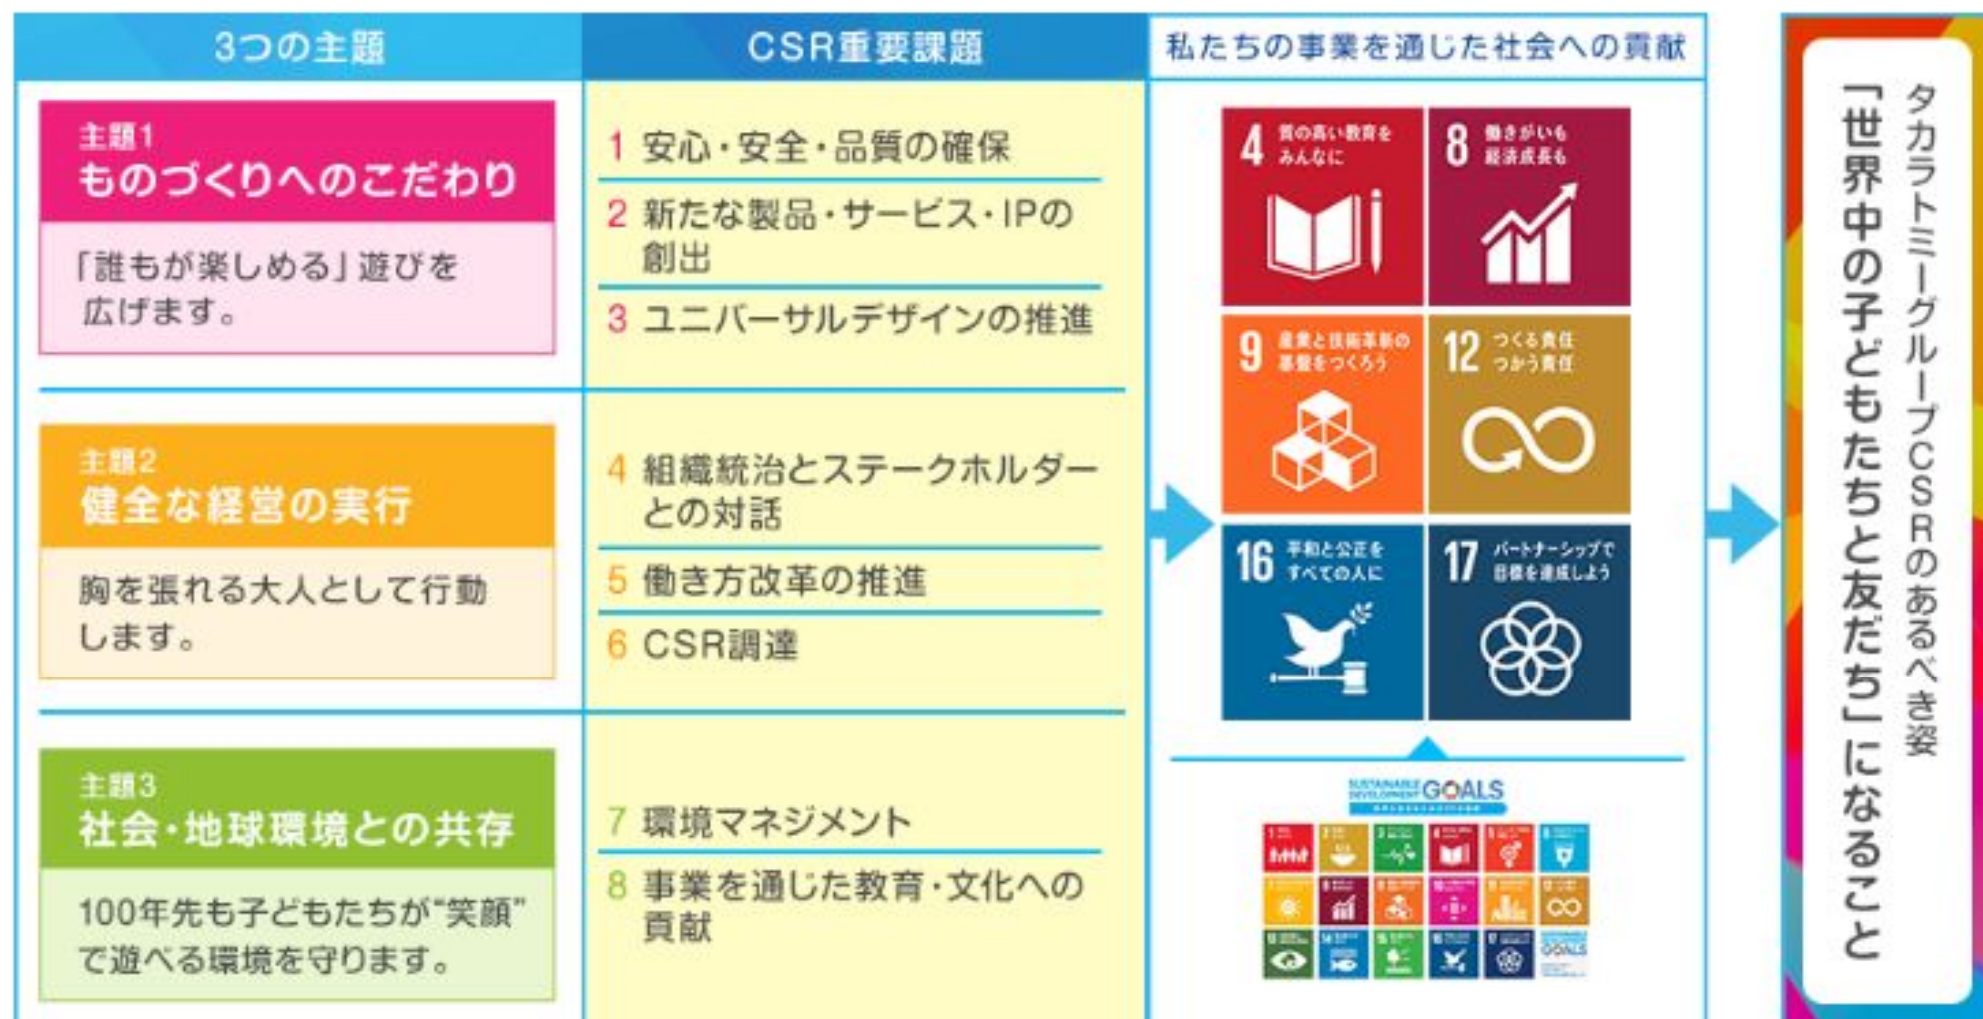 3つの主題
CSR重要課題
私たちの事業を通じた社会への貢献
主題1
ものづくりへのこだわり
「誰もが楽しめる」遊びを
広げます。
1 安心・安全・品質の確保
2 新たな製品・サービス・IPの
創出
3 ユニバーサルデザインの推進
主題2
健全な経営の実行
胸を張れる大人として行動
します。
4 組織統治とステークホルダー
との対話
5 働き方改革の推進
6 CSR調達
主題3
社会・地球環境との共存
100年先も子どもたちが“笑顔”
で遊べる環境を守ります。
7 環境マネジメント
8 事業を通じた教育・文化への
貢献
4 質の高い教育を
みんなに
8 働きがいも
経済成長も
9 産業と技術革新の
基盤をつくろう
12 つくる責任
つかう責任
16 平和と公正を
すべての人に
17 パートナーシップで
目標を達成しよう
SUSTAINABLE
DEVELOPMENT GOALS
タカラトミーグループCSRのあるべき姿
「世界中の子どもたちと友だち」になること